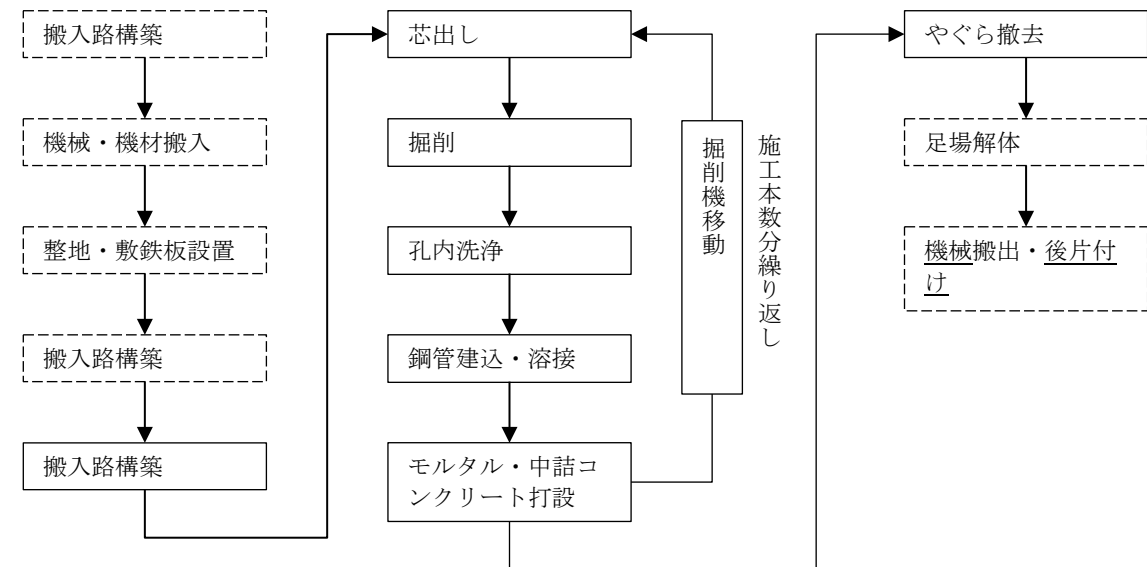 搬入路構築
機械・機材搬入
整地・敷鉄板設置
搬入路構築
搬入路構築
芯出し
掘削
孔内洗浄
鋼管建込・溶接
モルタル・中詰コ
ンクリート打設
掘削機移動
施工本数分繰り返し
やぐら撤去
足場解体
機械搬出・後片付
け